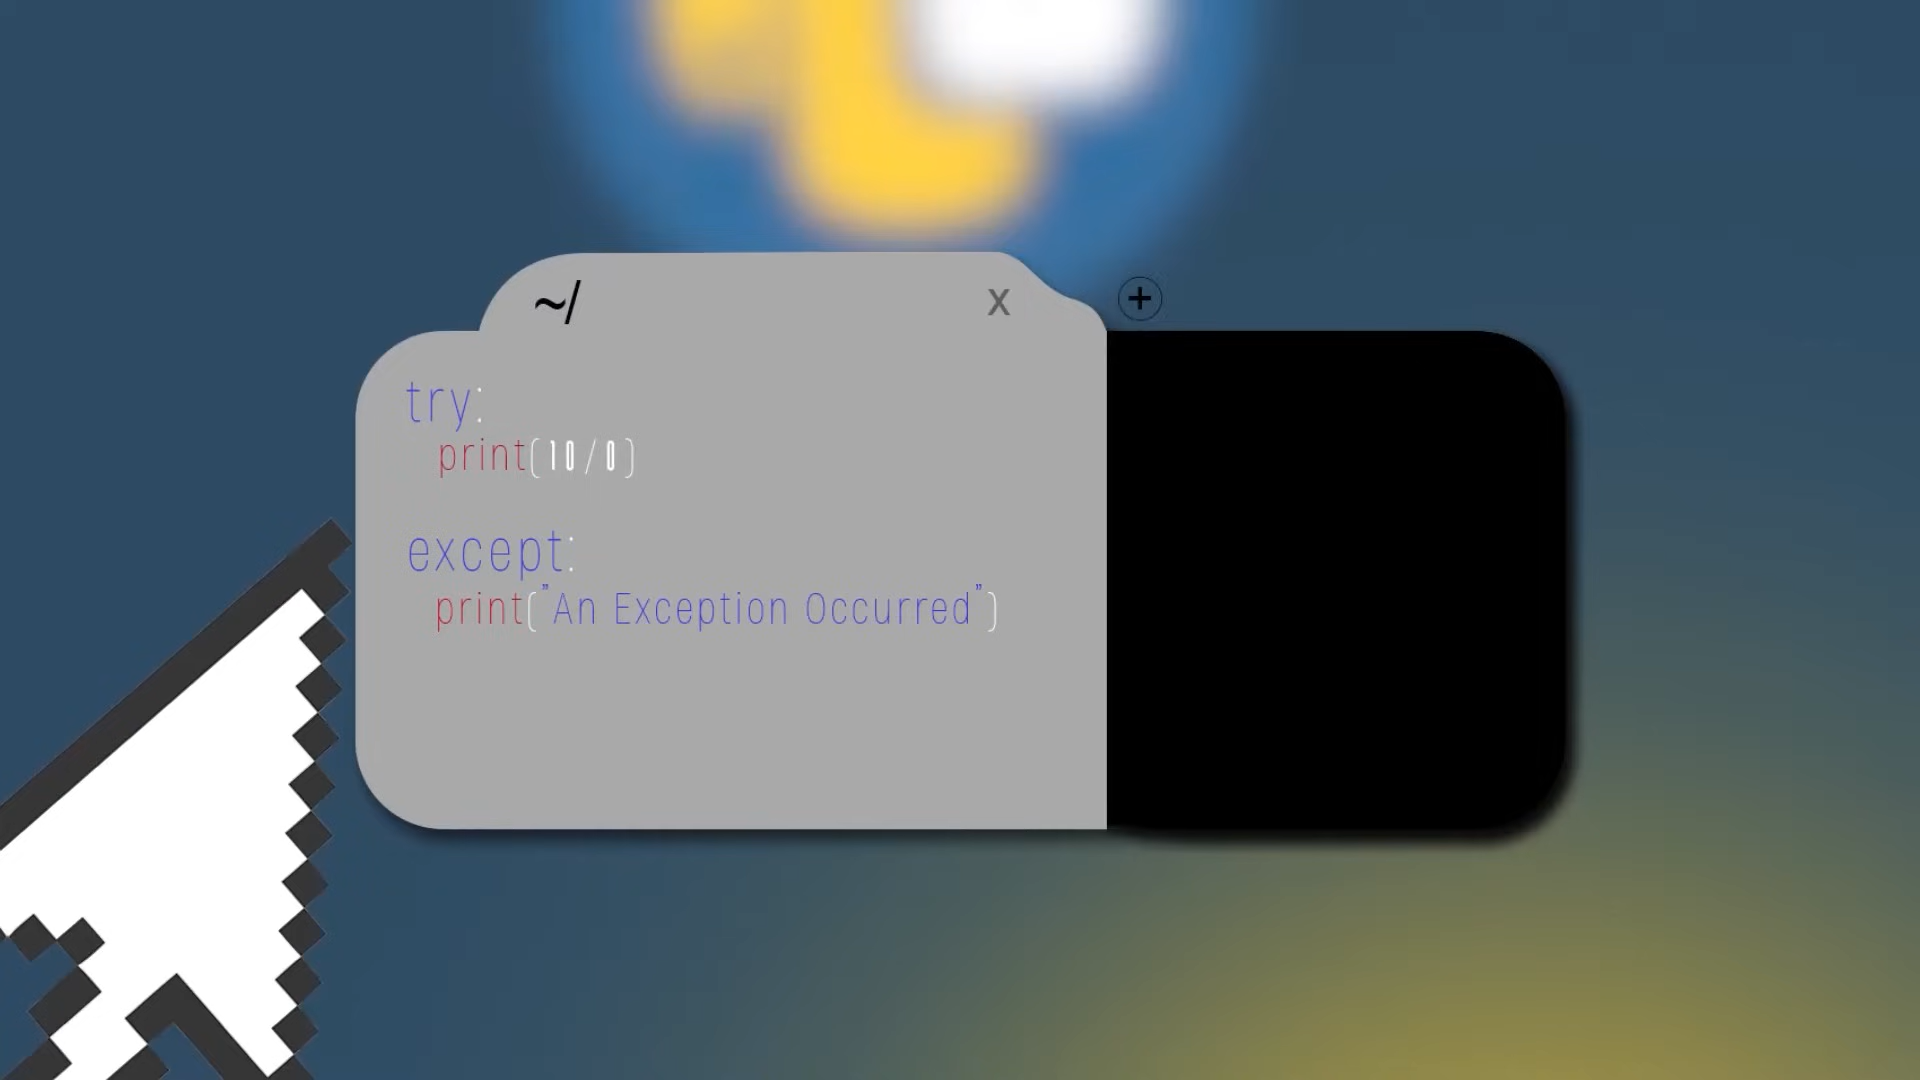 ~/ x +
try:
print(10/0)
except:
print("An Exception Occurred")